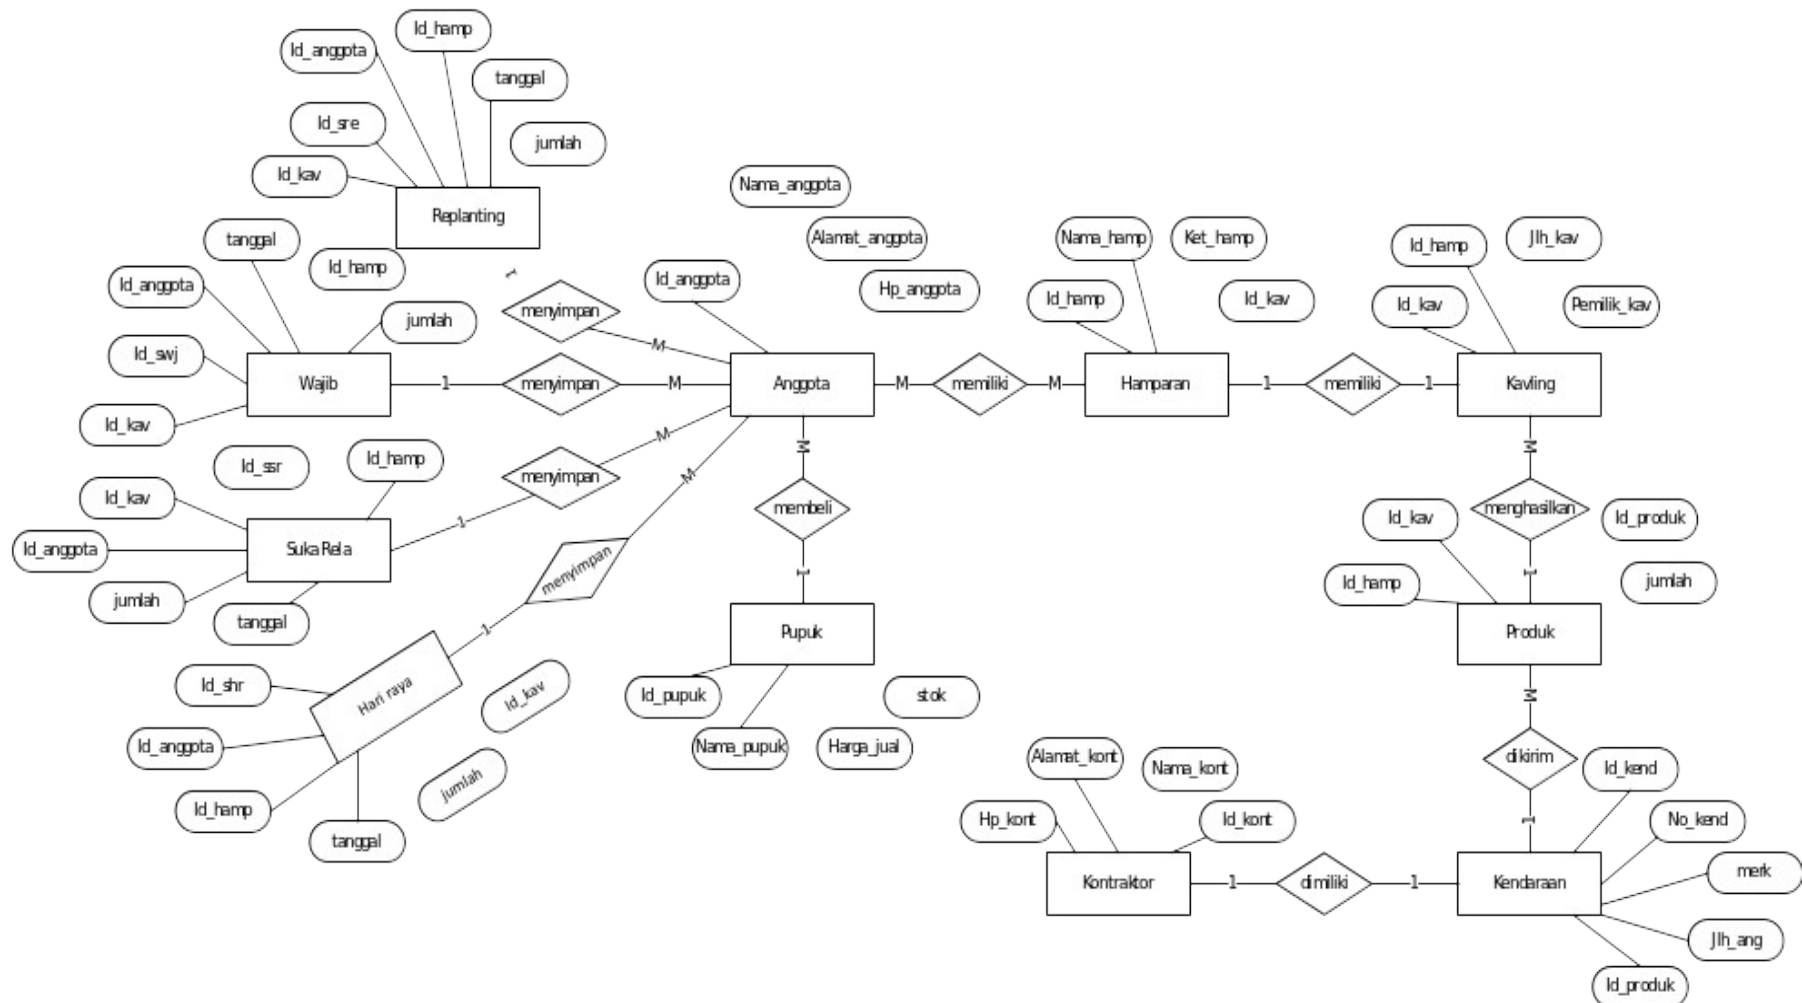 Id_hamp
Id_anggota
tanggal
Id_sre
jumlah
Id_kav
Replanting
tanggal
Id_hamp
Id_anggota
jumlah
Id_swj
Wajib
Id_kav
1
menyimpan
M
1
menyimpan
M
Nama_anggota
Alamat_anggota
Id_anggota
Hp_anggota
Anggota
M
memiliki
M
Nama_hamp
Ket_hamp
Id_hamp
Id_kav
Hamparan
1
memiliki
1
Id_hamp
Jlh_kav
Id_kav
Pemilik_kav
Kavling
Id_ssr
Id_hamp
Id_kav
Id_anggota
Suka Rela
jumlah
tanggal
1
menyimpan
M
M
menyimpan
1
Hari raya
Id_shr
Id_kav
Id_anggota
jumlah
Id_hamp
tanggal
M
membeli
1
Pupuk
Id_pupuk
stok
Nama_pupuk
Harga_jual
M
menghasilkan
1
Id_kav
Id_produk
Id_hamp
jumlah
Produk
M
dikirim
1
Alamat_kont
Nama_kont
Hp_kont
Id_kont
Kontraktor
1
dimiliki
1
Kendaraan
Id_kend
No_kend
merk
Jlh_ang
Id_produk